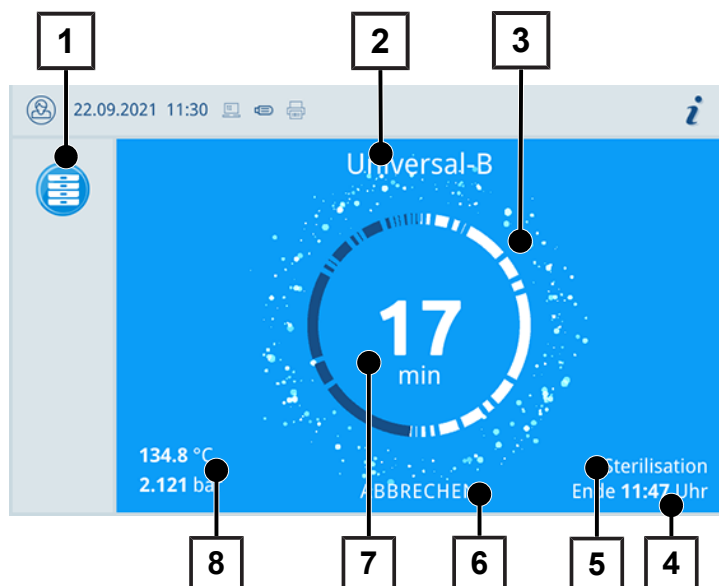 1 2 3
22.09.2021 11:30
i
Universal-B
17
min
134.8 °C
2.121 bar
ABBRECHEN
Sterilisation
Ende 11:47 Uhr
8 7 6 5 4